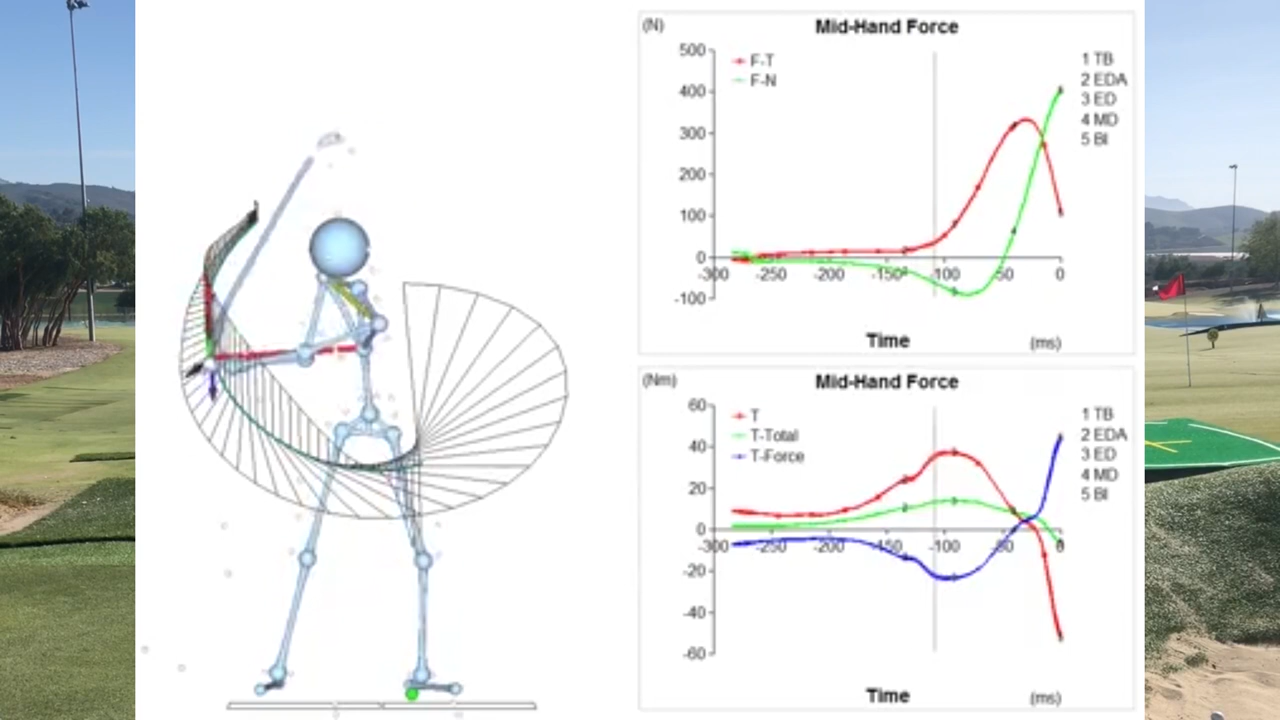 (N)
Mid-Hand Force
500
400
300
200
100
0
-100
F-T
F-N
1 TB
2 EDA
3 ED
4 MD
5 BI
-300 -250 -200 -150 -100 -50 0
Time
(ms)
(Nm)
Mid-Hand Force
60
40
20
0
-20
-40
-60
T
T-Total
T-Force
1 TB
2 EDA
3 ED
4 MD
5 BI
-300 -250 -200 -150 -100 -50 0
Time
(ms)